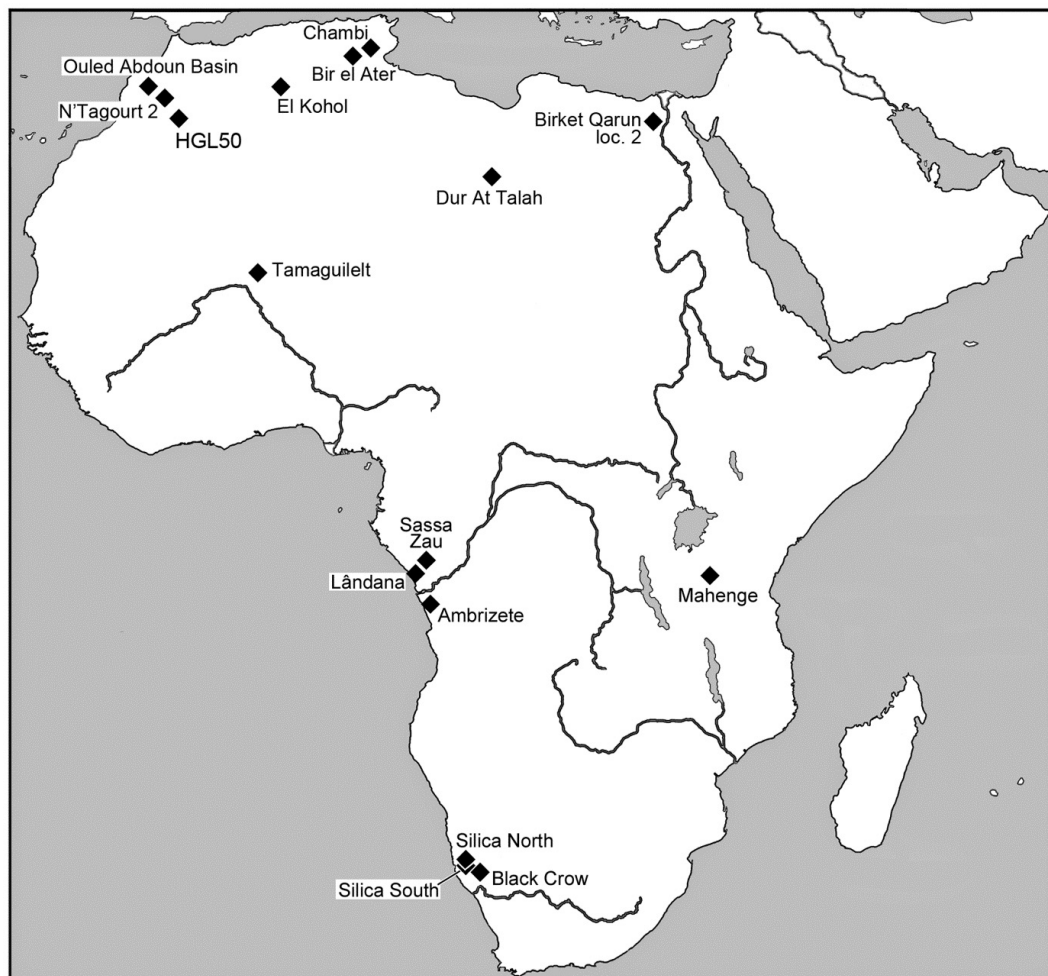 Chambi
Ouled Abdoun Basin
Bir el Ater
N'Tagourt 2
El Kohol
HGL50
Birket Qarun
loc. 2
Dur At Talah
Tamaguilelt
Sassa
Zau
Lândana
Ambrizete
Mahenge
Silica North
Silica South
Black Crow